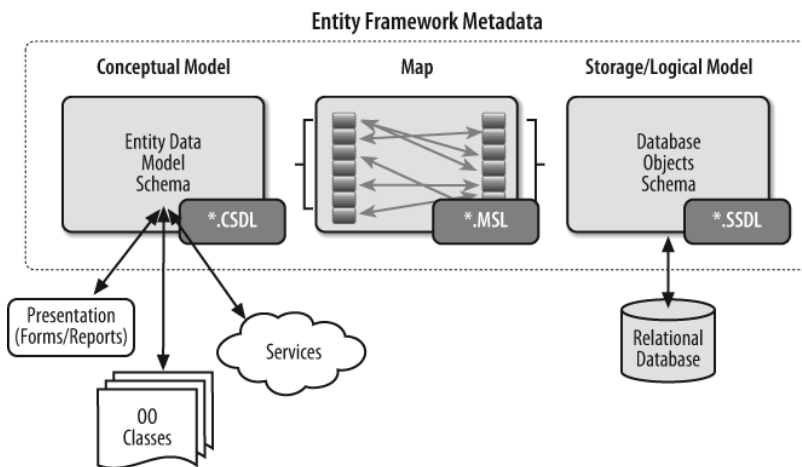 Entity Framework Metadata
Conceptual Model
Map
Storage/Logical Model
Entity Data
Model
Schema
*.CSDL
*.MSL
Database
Objects
Schema
*.SSDL
Presentation
(Forms/Reports)
Services
OO
Classes
Relational
Database